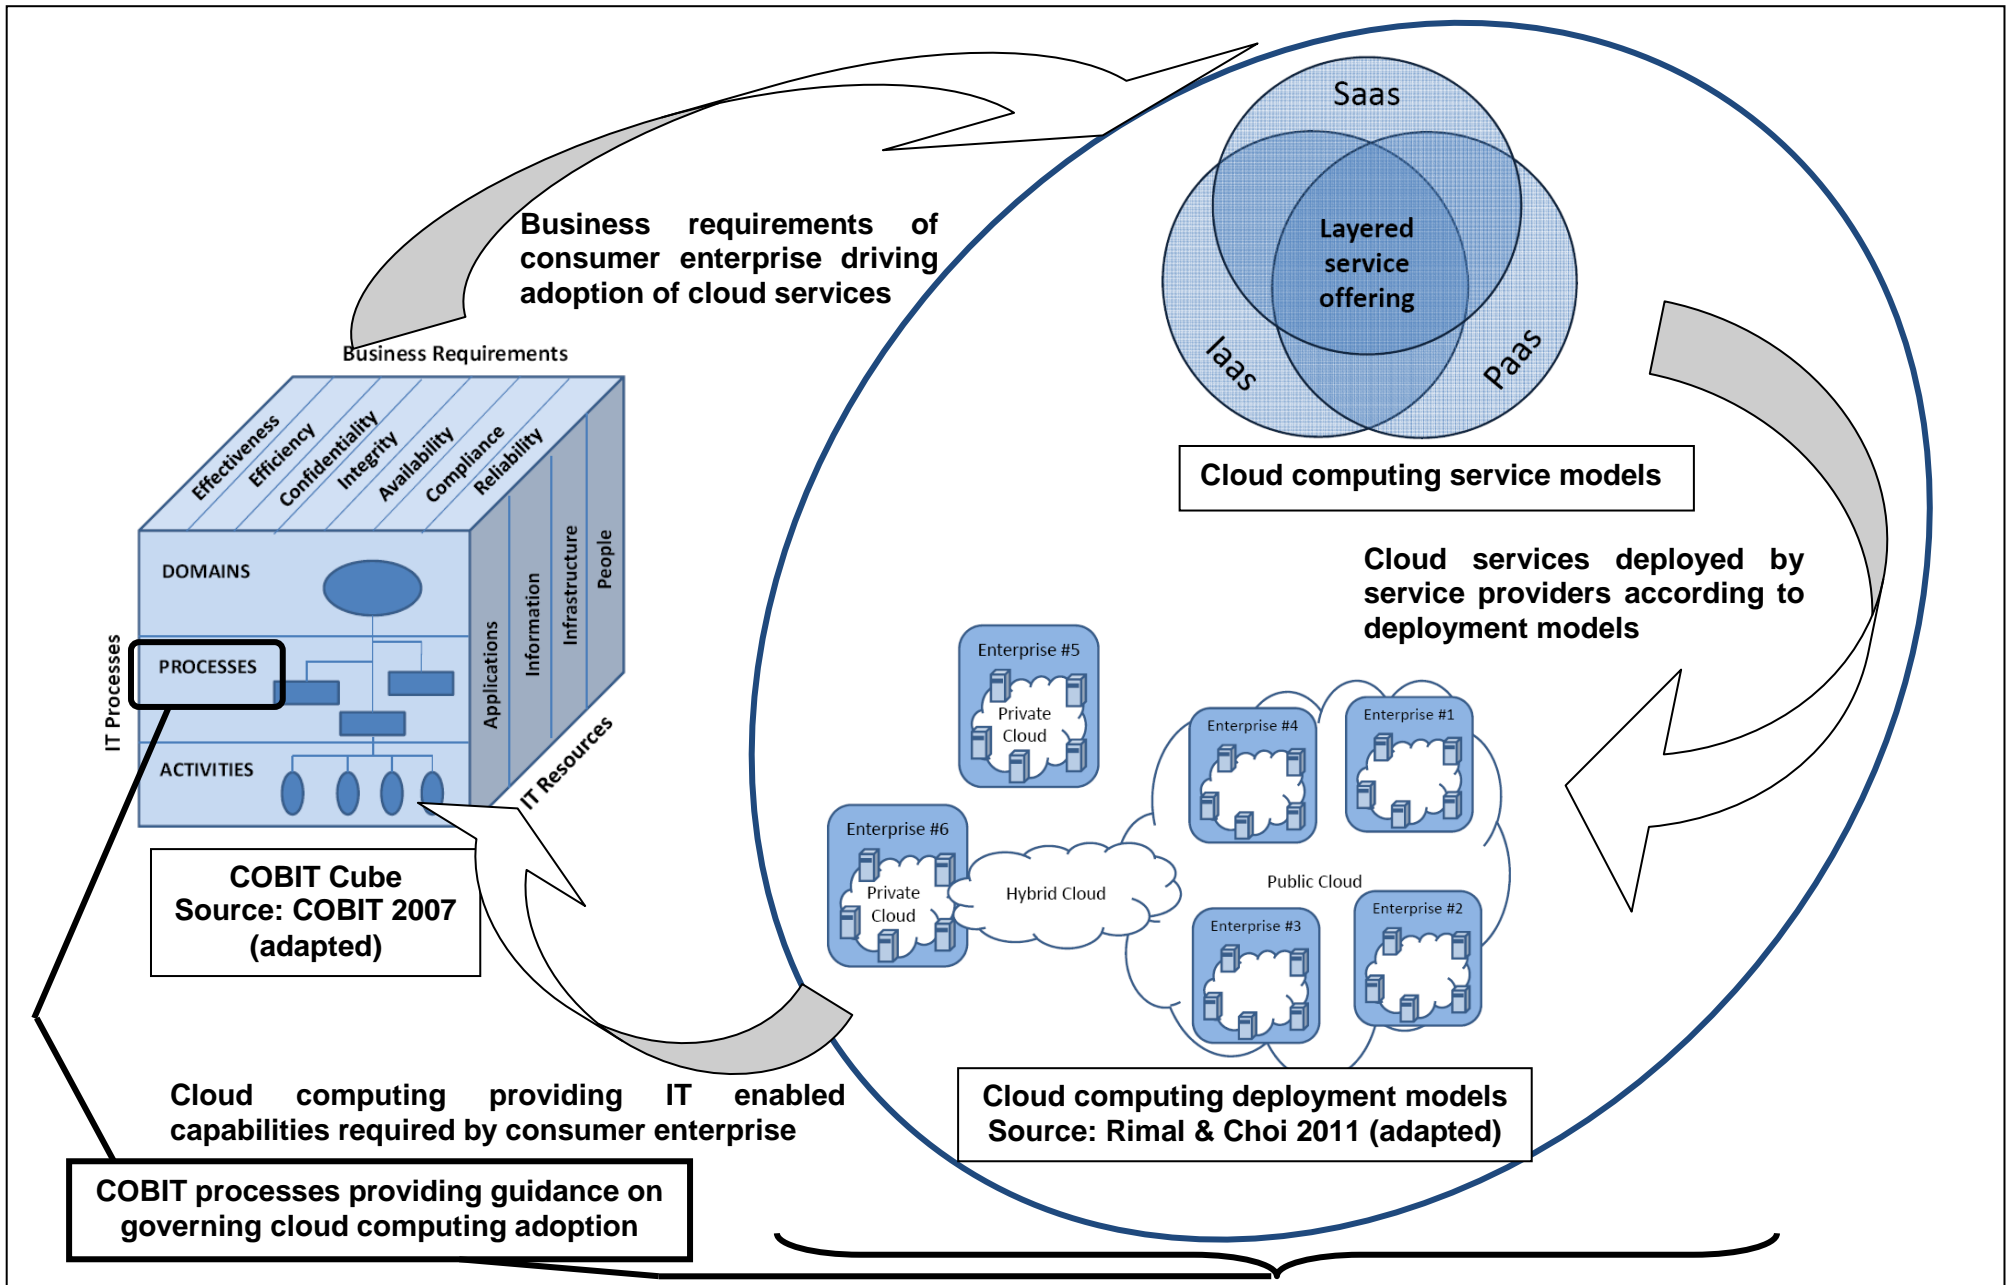 Saas
Layered
service
offering
Iaas
Paas
Cloud computing service models
Business requirements of
consumer enterprise driving
adoption of cloud services
Business Requirements
Effectiveness
Efficiency
Confidentiality
Integrity
Availability
Compliance
Reliability
DOMAINS
PROCESSES
ACTIVITIES
IT Processes
Applications
Information
Infrastructure
People
IT Resources
COBIT Cube
Source: COBIT 2007
(adapted)
Cloud services deployed by
service providers according to
deployment models
Enterprise #5
Private
Cloud
Enterprise #4
Enterprise #1
Enterprise #6
Private
Cloud
Hybrid Cloud
Public Cloud
Enterprise #3
Enterprise #2
Cloud computing deployment models
Source: Rimal & Choi 2011 (adapted)
Cloud computing providing IT enabled
capabilities required by consumer enterprise
COBIT processes providing guidance on
governing cloud computing adoption